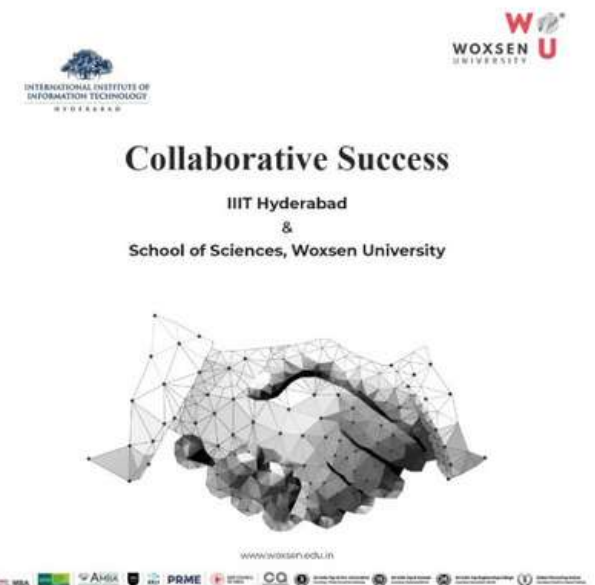 WOXSEN
UNIVERSITY
W U
INTERNATIONAL INSTITUTE OF
INFORMATION TECHNOLOGY
HYDERABAD
Collaborative Success
IIIT Hyderabad
&
School of Sciences, Woxsen University
www.woxsen.edu.in
AMBA
PRME